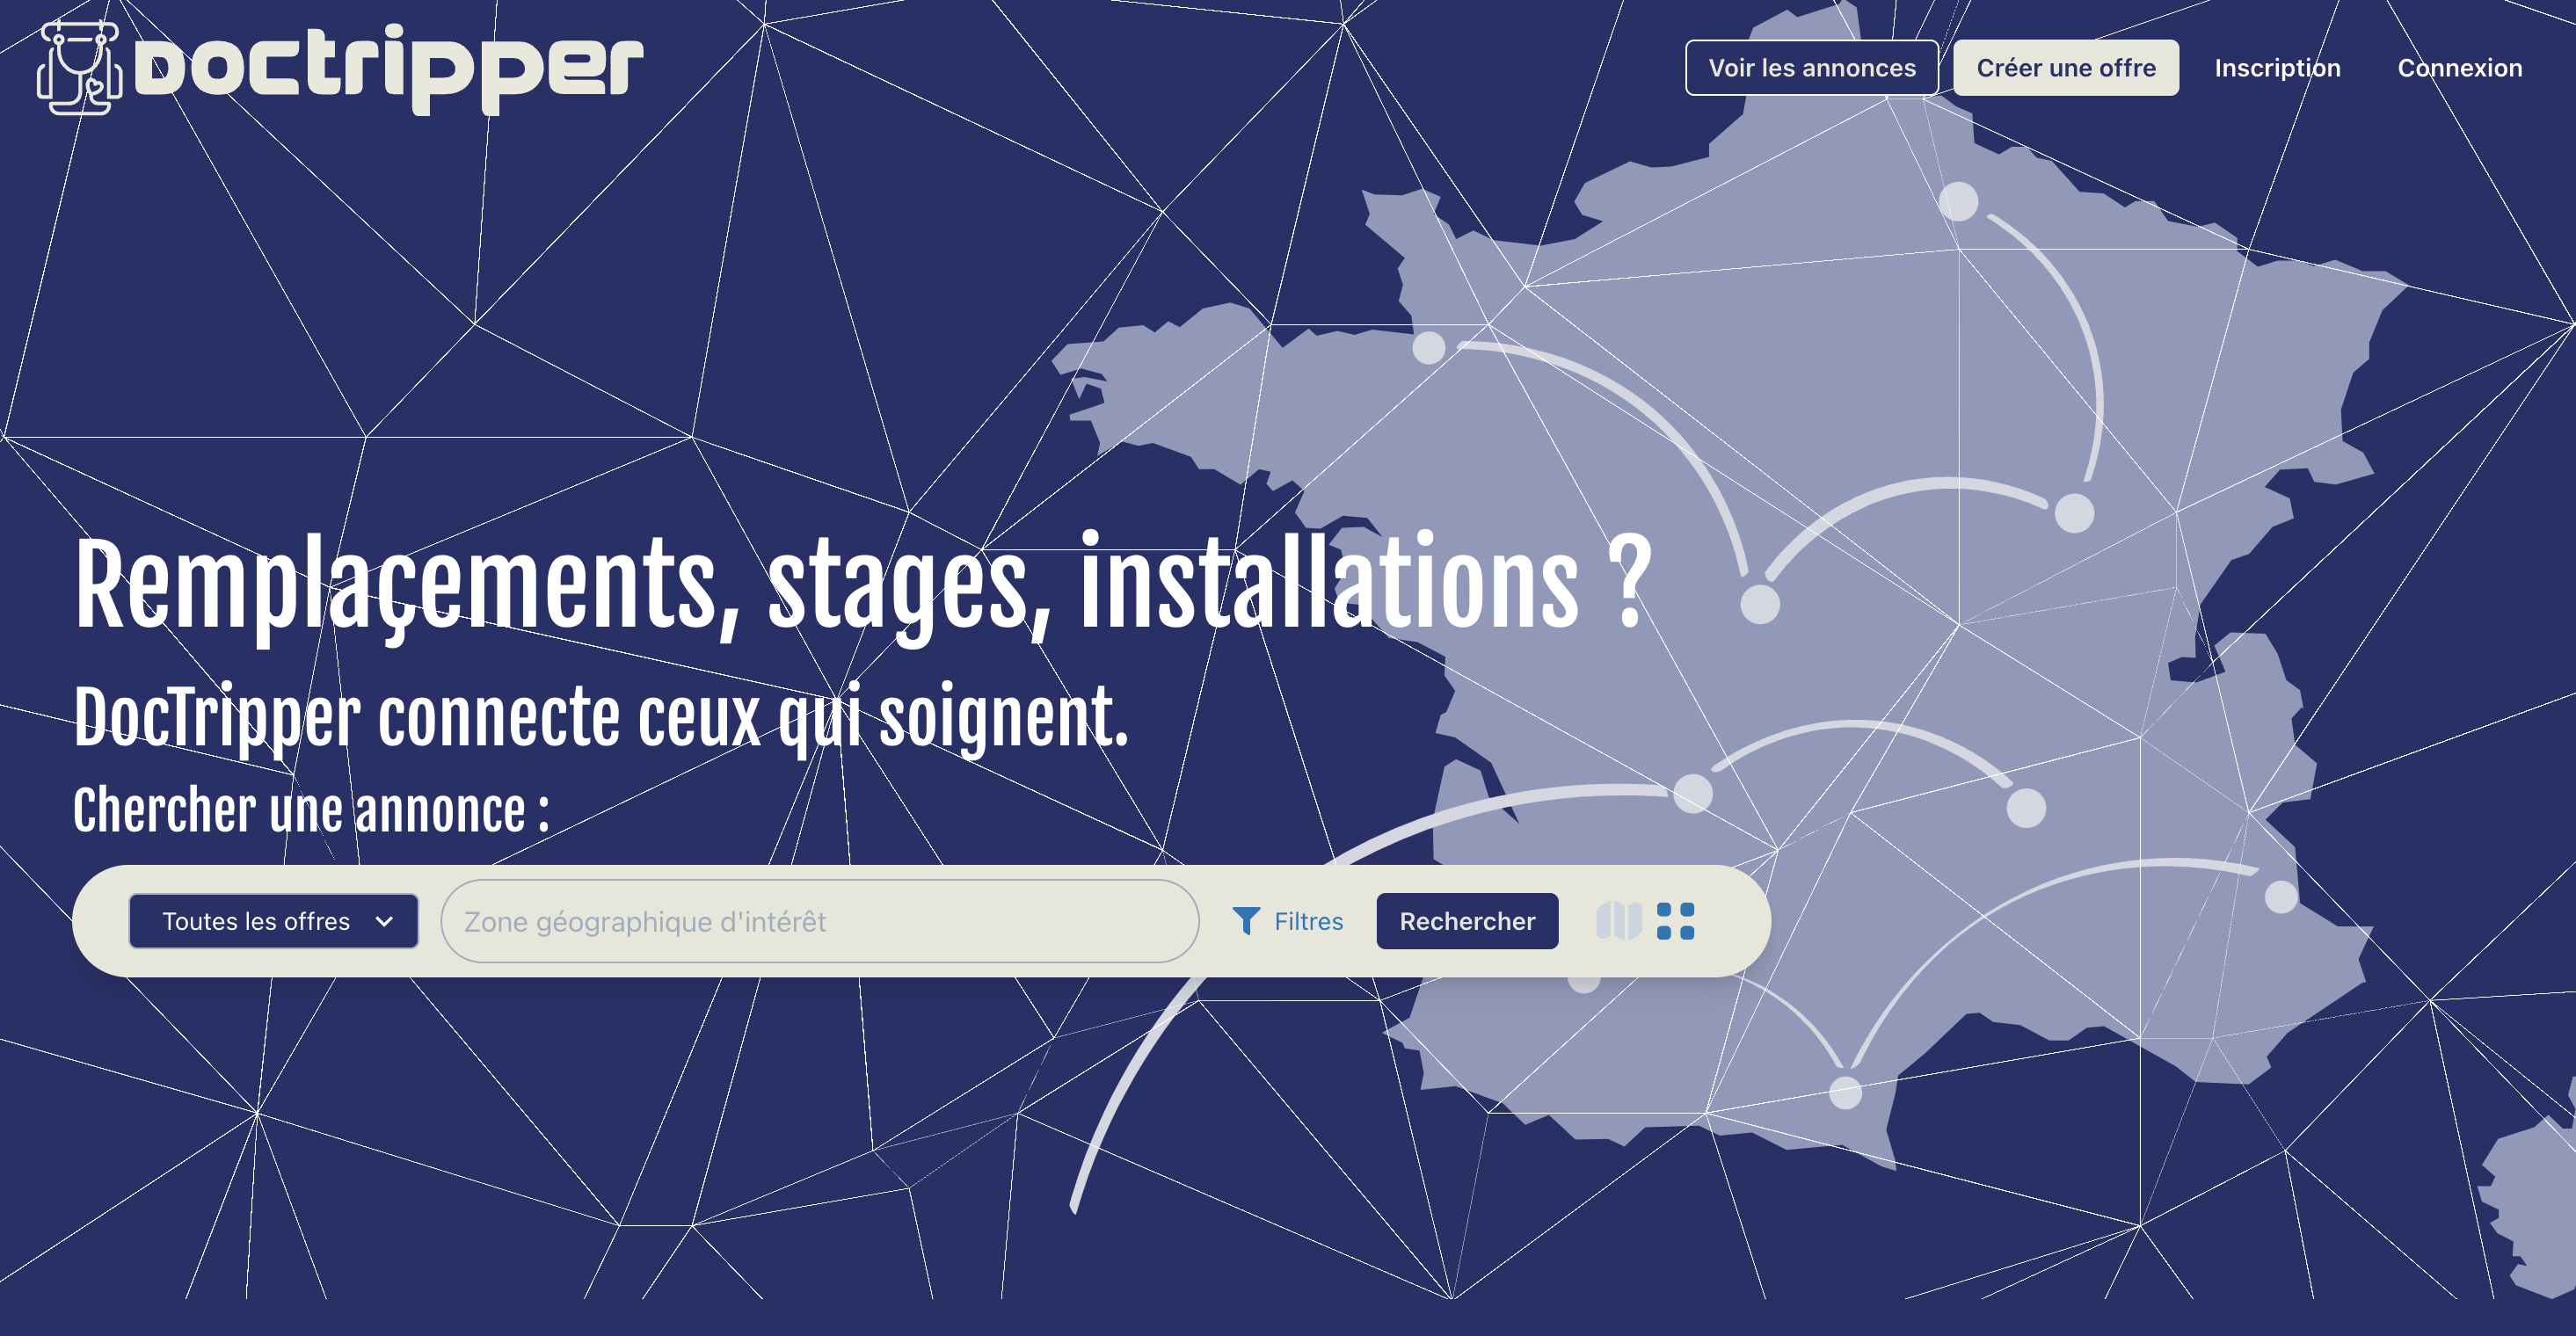 Doctripper
Voir les annonces
Créer une offre
Inscription
Connexion
Remplaçements, stages, installations ?
DocTripper connecte ceux qui soignent.
Chercher une annonce :
Toutes les offres
Zone géographique d'intérêt
Filtres
Rechercher